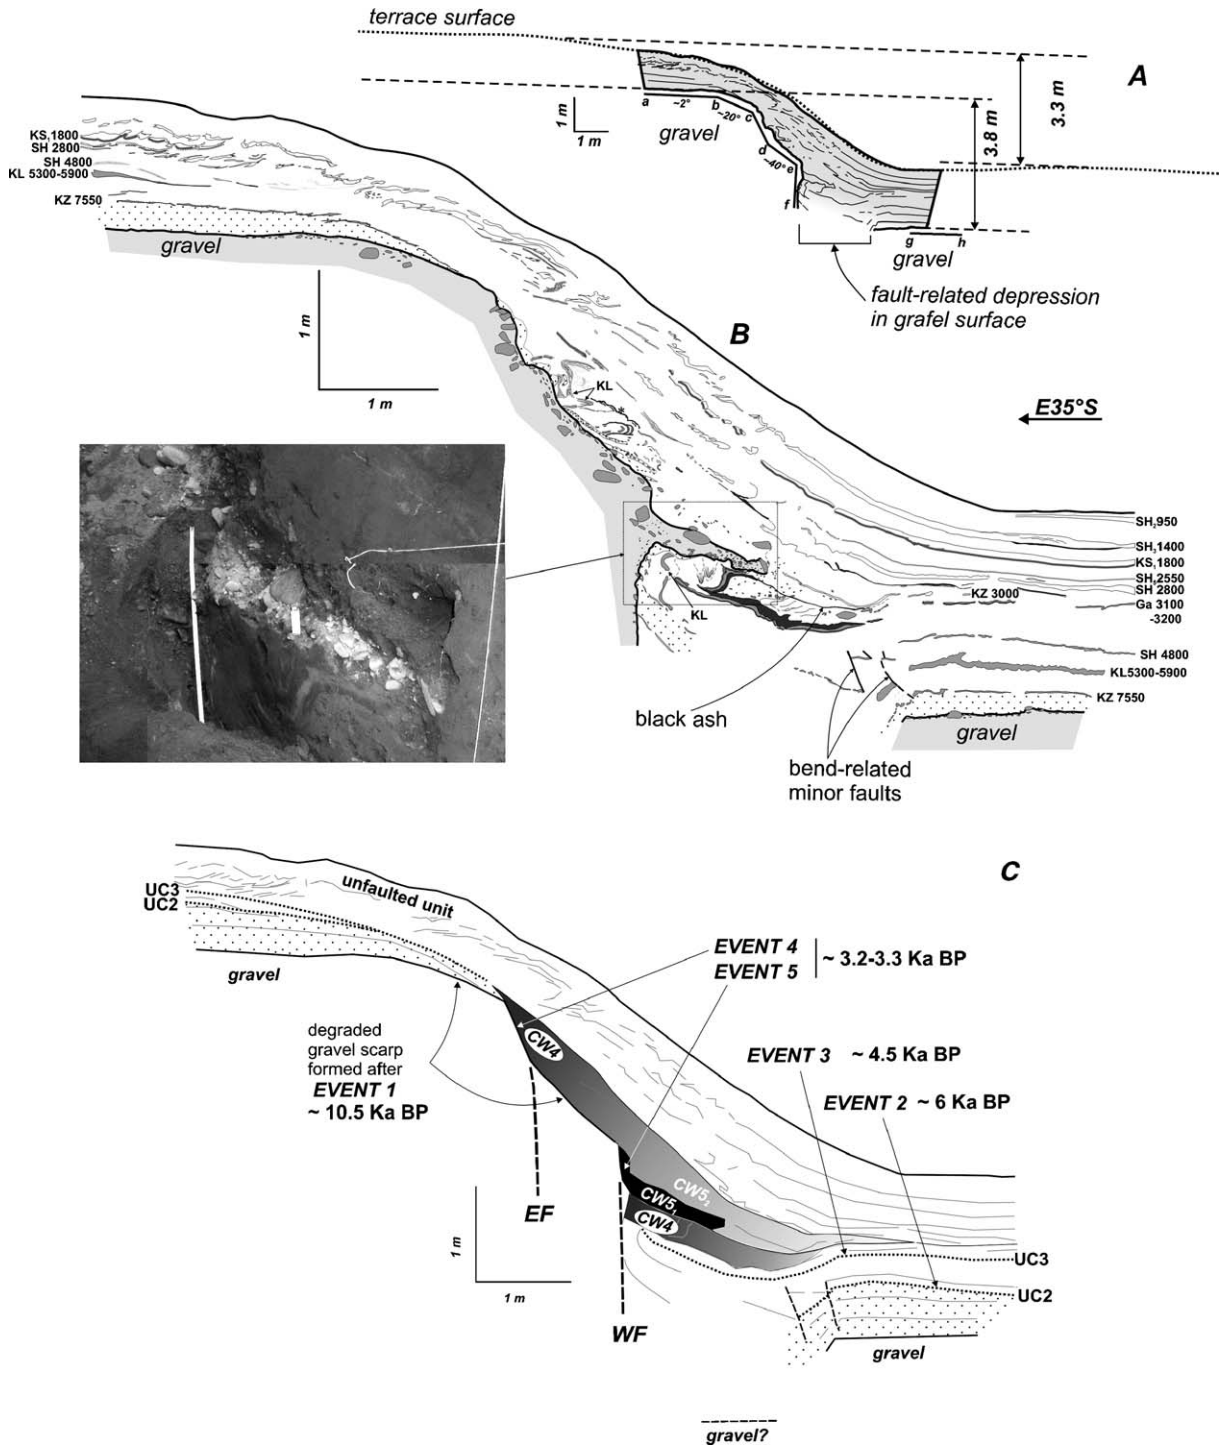 terrace surface
A
3.3 m
3.8 m
1 m
1 m
a
~2°
b
~20°
c
d
~40°
e
f
g
h
gravel
gravel
fault-related depression
in grafel surface
KS,1800
SH 2800
SH 4800
KL 5300-5900
KZ 7550
gravel
1 m
1 m
B
E35°S
KL
KL
SH,950
SH,1400
KS,1800
SH,2550
SH 2800
KZ 3000
Ga 3100
-3200
SH 4800
KL5300-5900
KZ 7550
gravel
black ash
bend-related
minor faults
C
UC3
UC2
unfaulted unit
gravel
EVENT 4
EVENT 5
~ 3.2-3.3 Ka BP
degraded
gravel scarp
formed after
EVENT 1
~ 10.5 Ka BP
CW4
EVENT 3 ~ 4.5 Ka BP
EVENT 2 ~ 6 Ka BP
CW5₂
CW5₁
CW4
EF
WF
1 m
1 m
UC3
UC2
gravel
gravel?